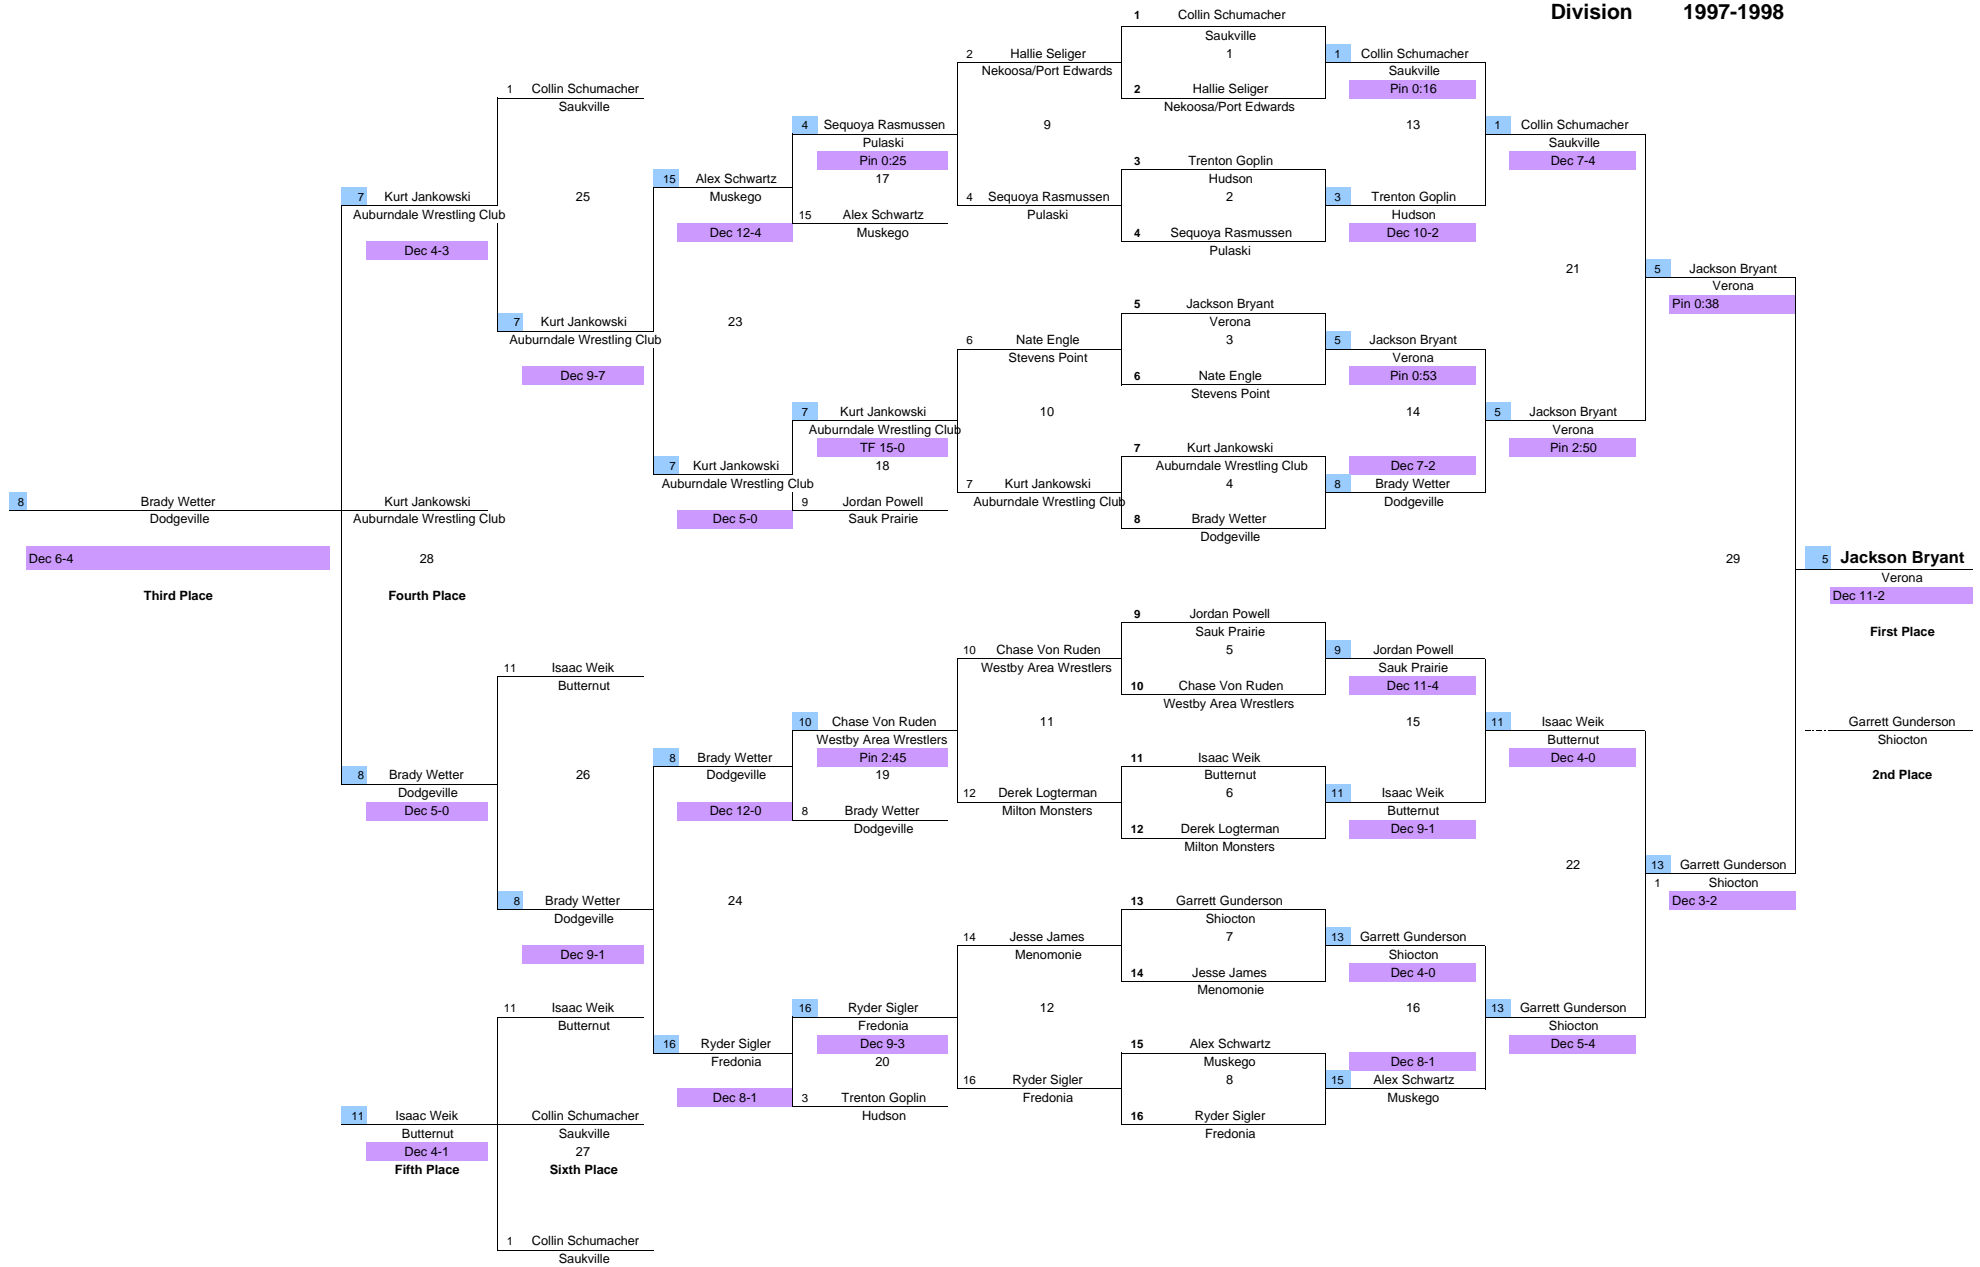 Division 1997-1998
1 Collin Schumacher
Saukville
1
2 Hallie Seliger
Nekoosa/Port Edwards
3 Trenton Goplin
Hudson
2
4 Sequoya Rasmussen
Pulaski
5 Jackson Bryant
Verona
3
6 Nate Engle
Stevens Point
7 Kurt Jankowski
Auburndale Wrestling Club
4
8 Brady Wetter
Dodgeville
9 Jordan Powell
Sauk Prairie
5
10 Chase Von Ruden
Westby Area Wrestlers
11 Isaac Weik
Butternut
6
12 Derek Logterman
Milton Monsters
13 Garrett Gunderson
Shiocton
7
14 Jesse James
Menomonie
15 Alex Schwartz
Muskego
8
16 Ryder Sigler
Fredonia
1 Collin Schumacher
Saukville
Pin 0:16
13
3 Trenton Goplin
Hudson
Dec 10-2
5 Jackson Bryant
Verona
Pin 0:53
14
Dec 7-2
8 Brady Wetter
Dodgeville
9 Jordan Powell
Sauk Prairie
Dec 11-4
15
11 Isaac Weik
Butternut
Dec 9-1
13 Garrett Gunderson
Shiocton
Dec 4-0
16
Dec 8-1
15 Alex Schwartz
Muskego
1 Collin Schumacher
Saukville
Dec 7-4
21
5 Jackson Bryant
Verona
Pin 2:50
11 Isaac Weik
Butternut
Dec 4-0
22
13 Garrett Gunderson
Shiocton
Dec 5-4
5 Jackson Bryant
Verona
Pin 0:38
29
13 Garrett Gunderson
1 Shiocton
Dec 3-2
5 Jackson Bryant
Verona
Dec 11-2
First Place
Garrett Gunderson
Shiocton
2nd Place
2 Hallie Seliger
Nekoosa/Port Edwards
9
4 Sequoya Rasmussen
Pulaski
6 Nate Engle
Stevens Point
10
7 Kurt Jankowski
Auburndale Wrestling Club
10 Chase Von Ruden
Westby Area Wrestlers
11
12 Derek Logterman
Milton Monsters
14 Jesse James
Menomonie
12
16 Ryder Sigler
Fredonia
4 Sequoya Rasmussen
Pulaski
Pin 0:25
17
15 Alex Schwartz
Muskego
7 Kurt Jankowski
Auburndale Wrestling Club
TF 15-0
18
9 Jordan Powell
Sauk Prairie
10 Chase Von Ruden
Westby Area Wrestlers
Pin 2:45
19
8 Brady Wetter
Dodgeville
16 Ryder Sigler
Fredonia
Dec 9-3
20
3 Trenton Goplin
Hudson
15 Alex Schwartz
Muskego
Dec 12-4
23
7 Kurt Jankowski
Auburndale Wrestling Club
Dec 5-0
8 Brady Wetter
Dodgeville
Dec 12-0
24
16 Ryder Sigler
Fredonia
Dec 8-1
1 Collin Schumacher
Saukville
25
7 Kurt Jankowski
Auburndale Wrestling Club
Dec 9-7
11 Isaac Weik
Butternut
26
8 Brady Wetter
Dodgeville
Dec 9-1
7 Kurt Jankowski
Auburndale Wrestling Club
Dec 4-3
Kurt Jankowski
Auburndale Wrestling Club
28
Fourth Place
8 Brady Wetter
Dodgeville
Dec 5-0
8 Brady Wetter
Dodgeville
Dec 6-4
Third Place
11 Isaac Weik
Butternut
11 Isaac Weik
Butternut
Dec 4-1
Fifth Place
Collin Schumacher
Saukville
27
Sixth Place
1 Collin Schumacher
Saukville